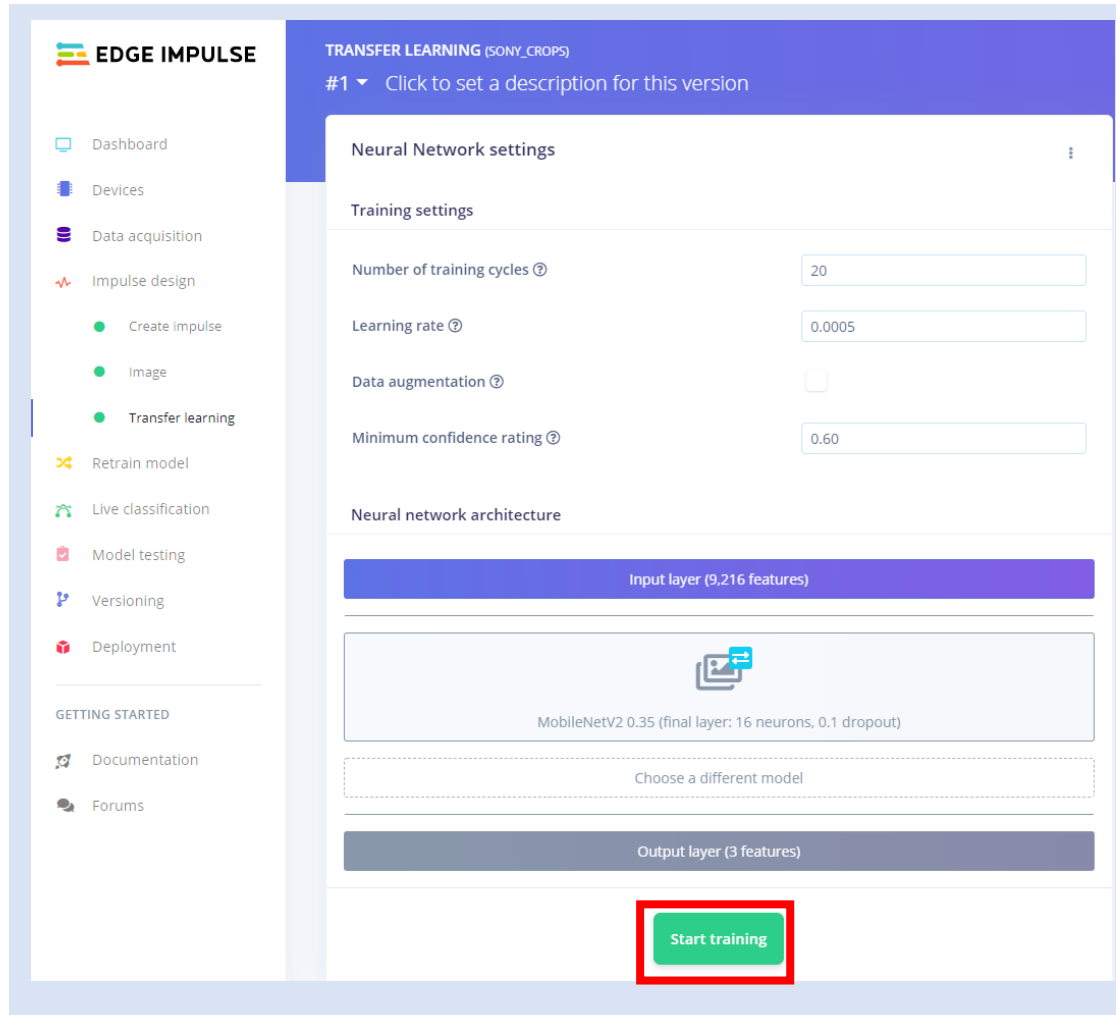 EDGE IMPULSE
Dashboard
Devices
Data acquisition
Impulse design
Create impulse
Image
Transfer learning
Retrain model
Live classification
Model testing
Versioning
Deployment
GETTING STARTED
Documentation
Forums
TRANSFER LEARNING (SONY_CROPS)
#1 Click to set a description for this version
Neural Network settings
Training settings
Number of training cycles 20
Learning rate 0.0005
Data augmentation
Minimum confidence rating 0.60
Neural network architecture
Input layer (9,216 features)
MobileNetV2 0.35 (final layer: 16 neurons, 0.1 dropout)
Choose a different model
Output layer (3 features)
Start training